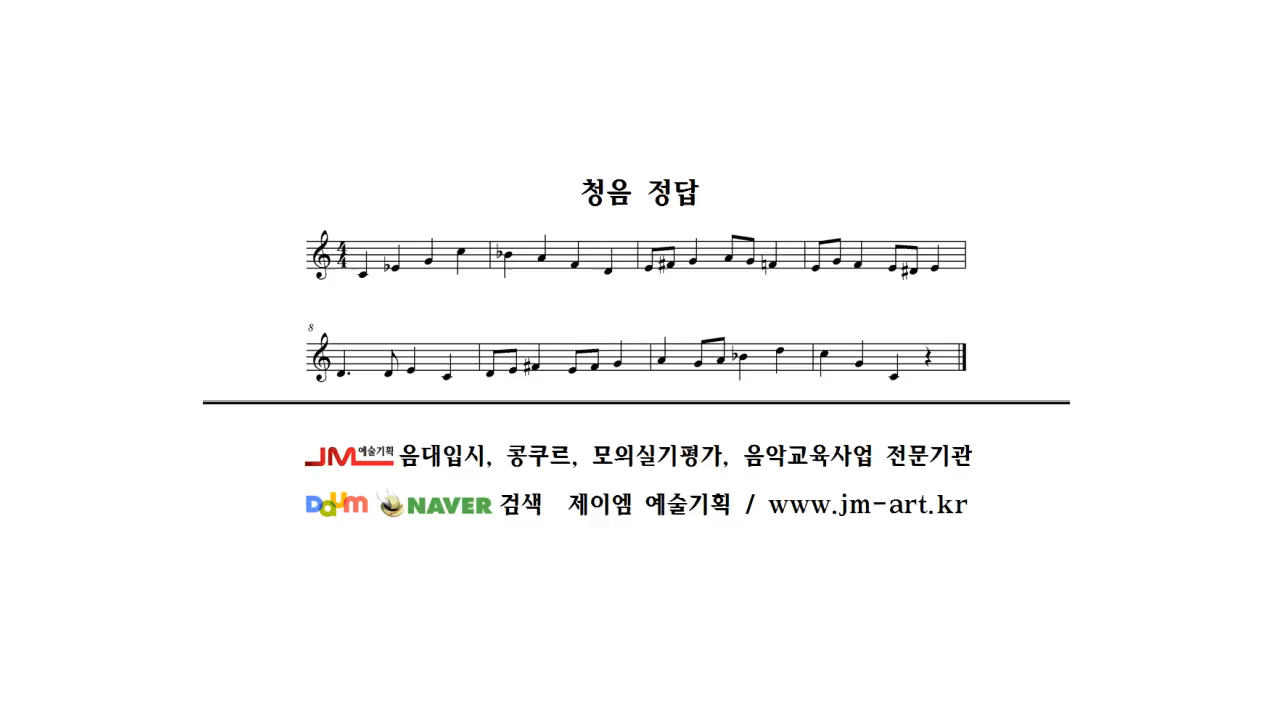 청음 정답
4
4
8
JM 예술기획 음대입시, 콩쿠르, 모의실기평가, 음악교육사업 전문기관
Daum NAVER 검색 제이엠 예술기획 / www.jm-art.kr